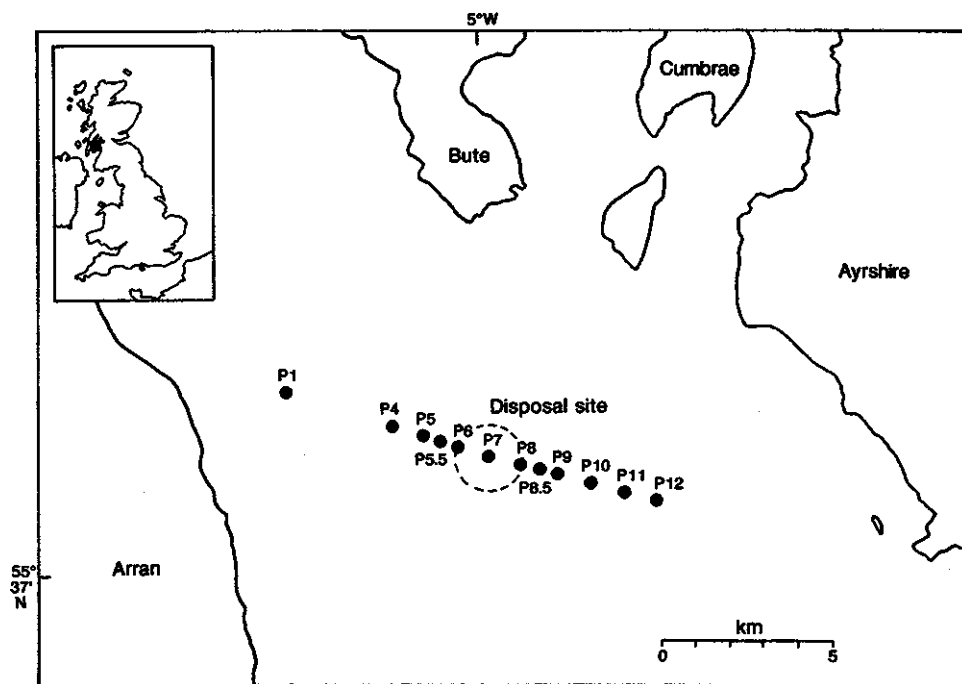 5°W
Cumbrae
Bute
Ayrshire
P1
Disposal site
P4
P5
P6
P7
P8
P5.5
P9
P8.5
P10
P11
P12
55°
37'
N
Arran
km
0 5